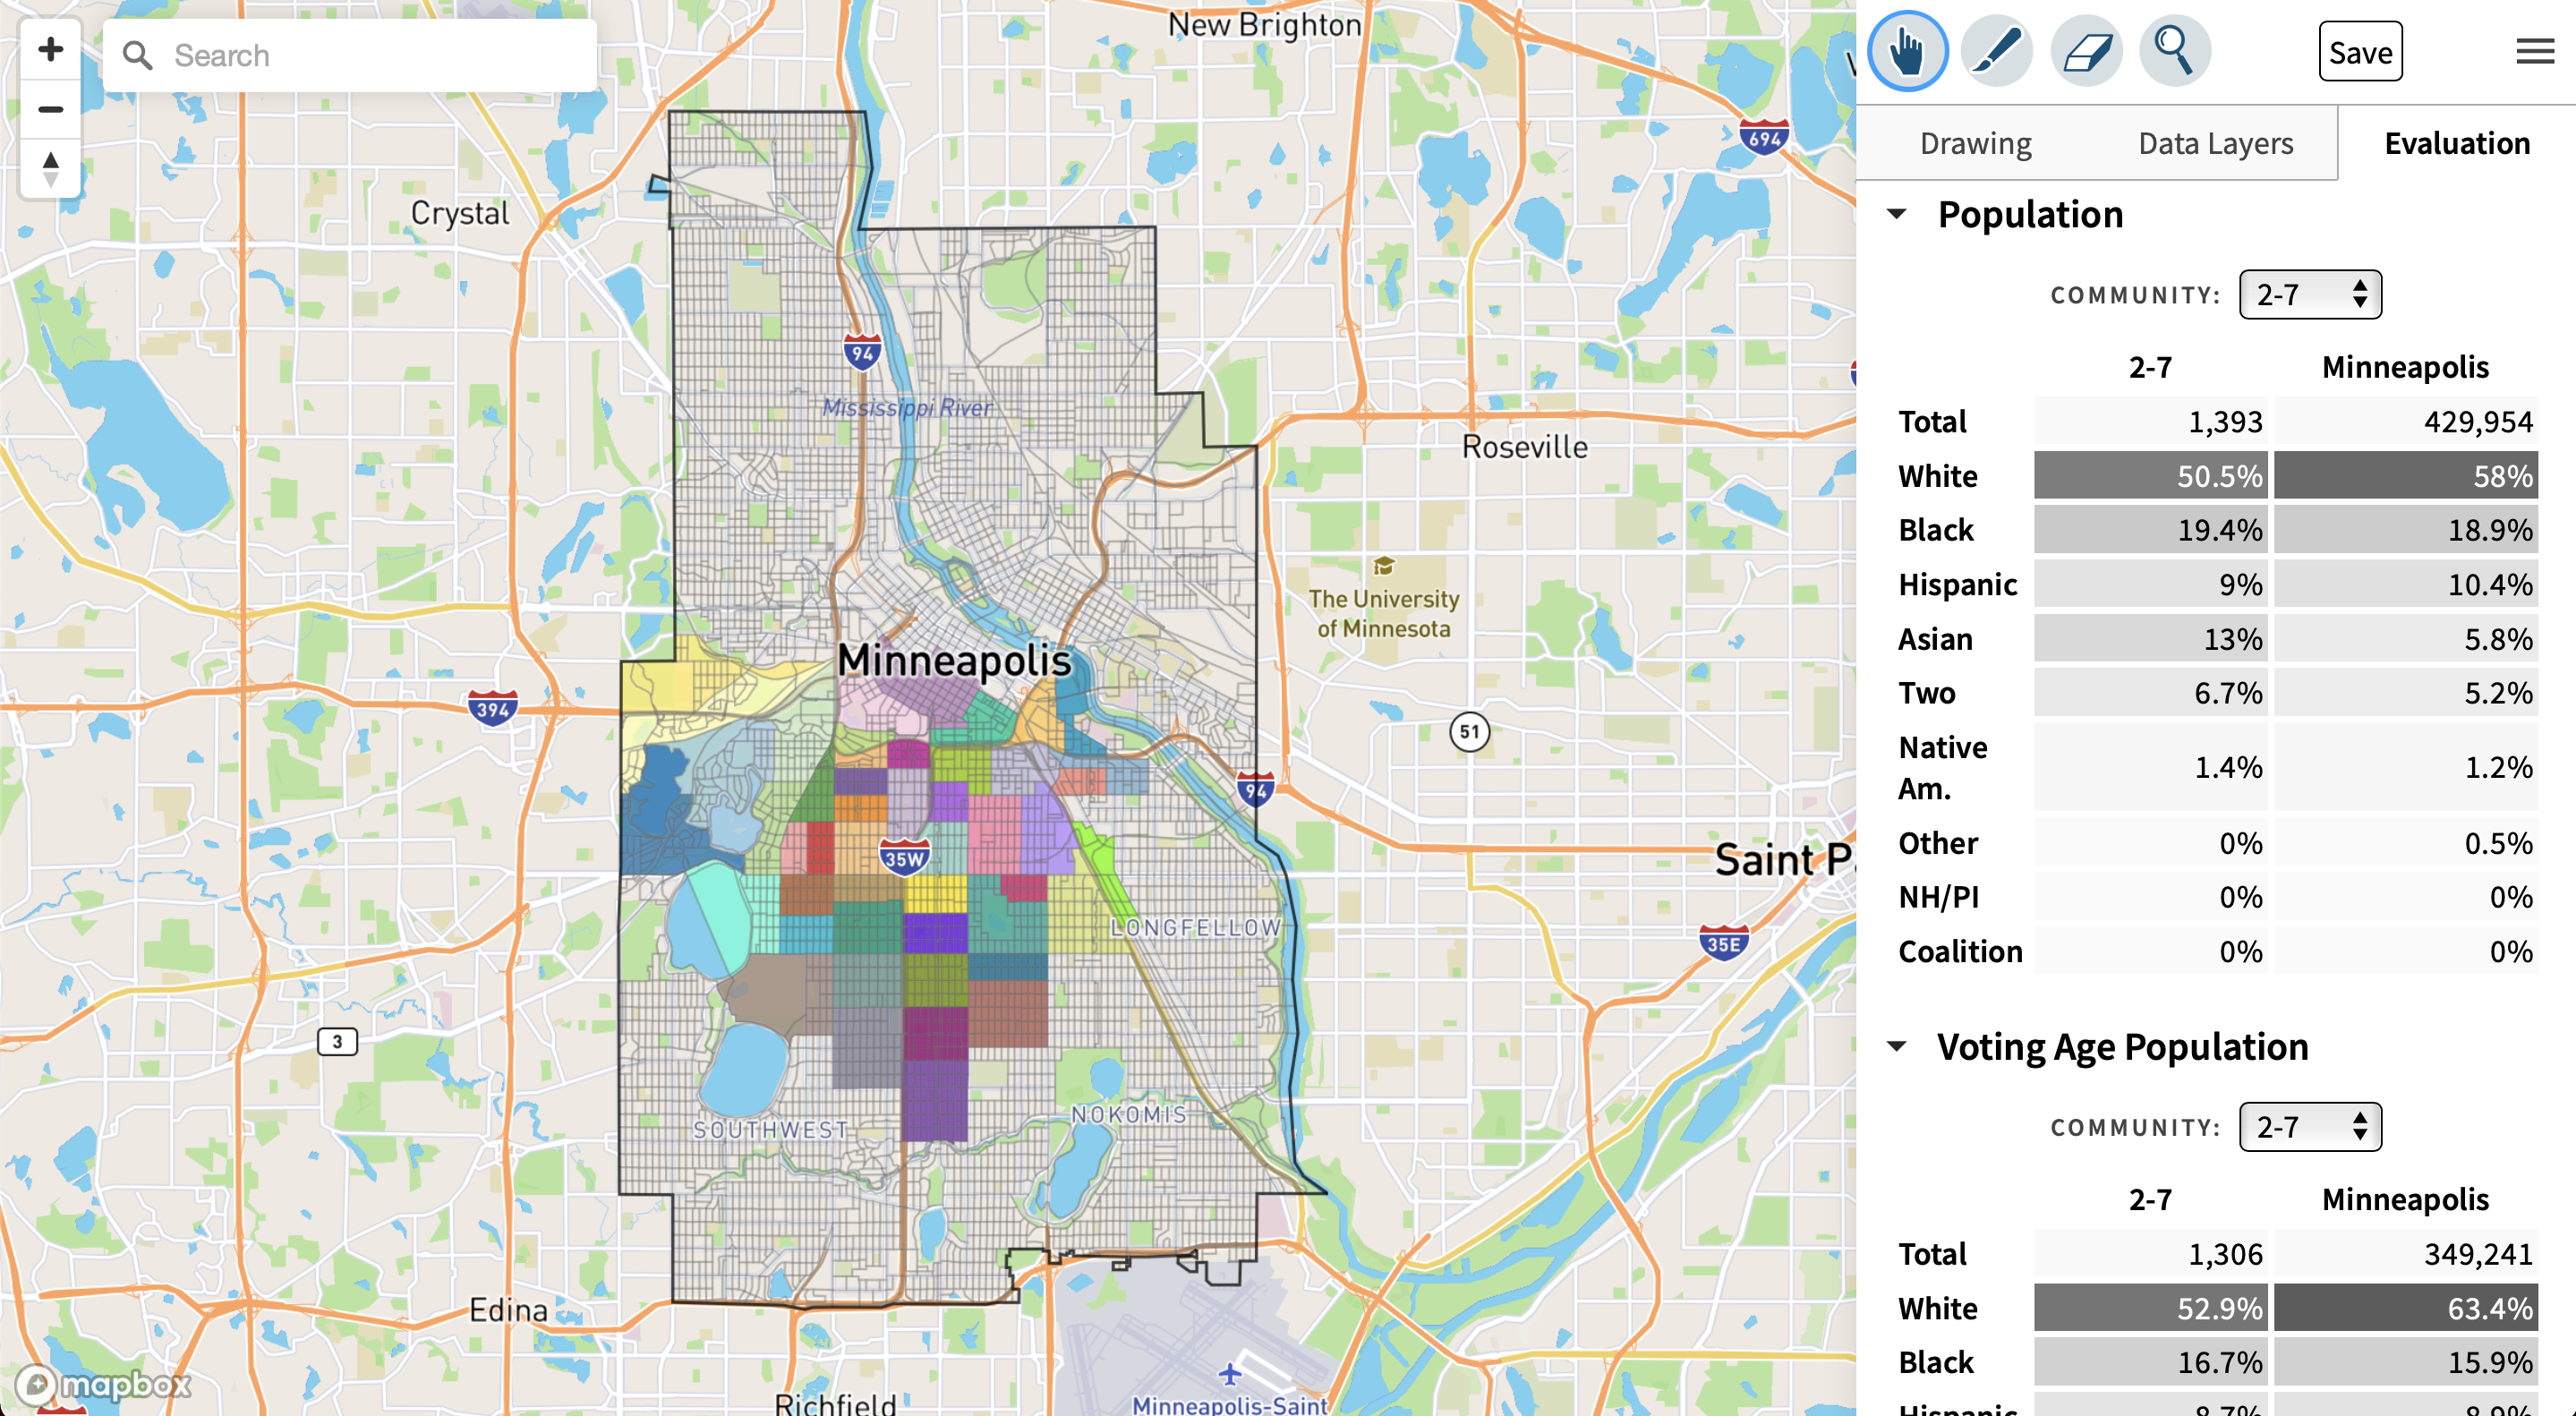 Search
New Brighton
Crystal
694
94
Mississippi River
Roseville
The University
of Minnesota
Minneapolis
394
51
94
35W
Saint P
LONGFELLOW
35E
3
NOKOMIS
SOUTHWEST
Edina
mapbox
Richfield
Minneapolis-Saint
Save
Drawing Data Layers Evaluation
Population
COMMUNITY: 2-7
2-7 Minneapolis
Total 1,393 429,954
White 50.5% 58%
Black 19.4% 18.9%
Hispanic 9% 10.4%
Asian 13% 5.8%
Two 6.7% 5.2%
Native
Am. 1.4% 1.2%
Other 0% 0.5%
NH/PI 0% 0%
Coalition 0% 0%
Voting Age Population
COMMUNITY: 2-7
2-7 Minneapolis
Total 1,306 349,241
White 52.9% 63.4%
Black 16.7% 15.9%
Hispanic 8.7% 8.9%